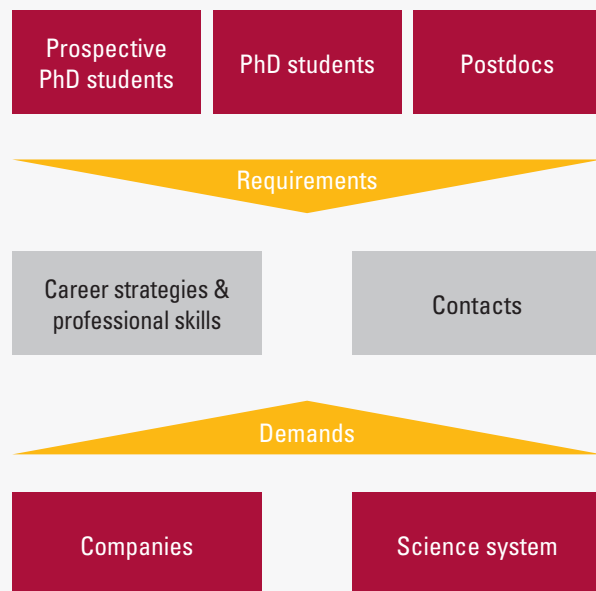 Prospective
PhD students
PhD students
Postdocs
Requirements
Career strategies &
professional skills
Contacts
Demands
Companies
Science system